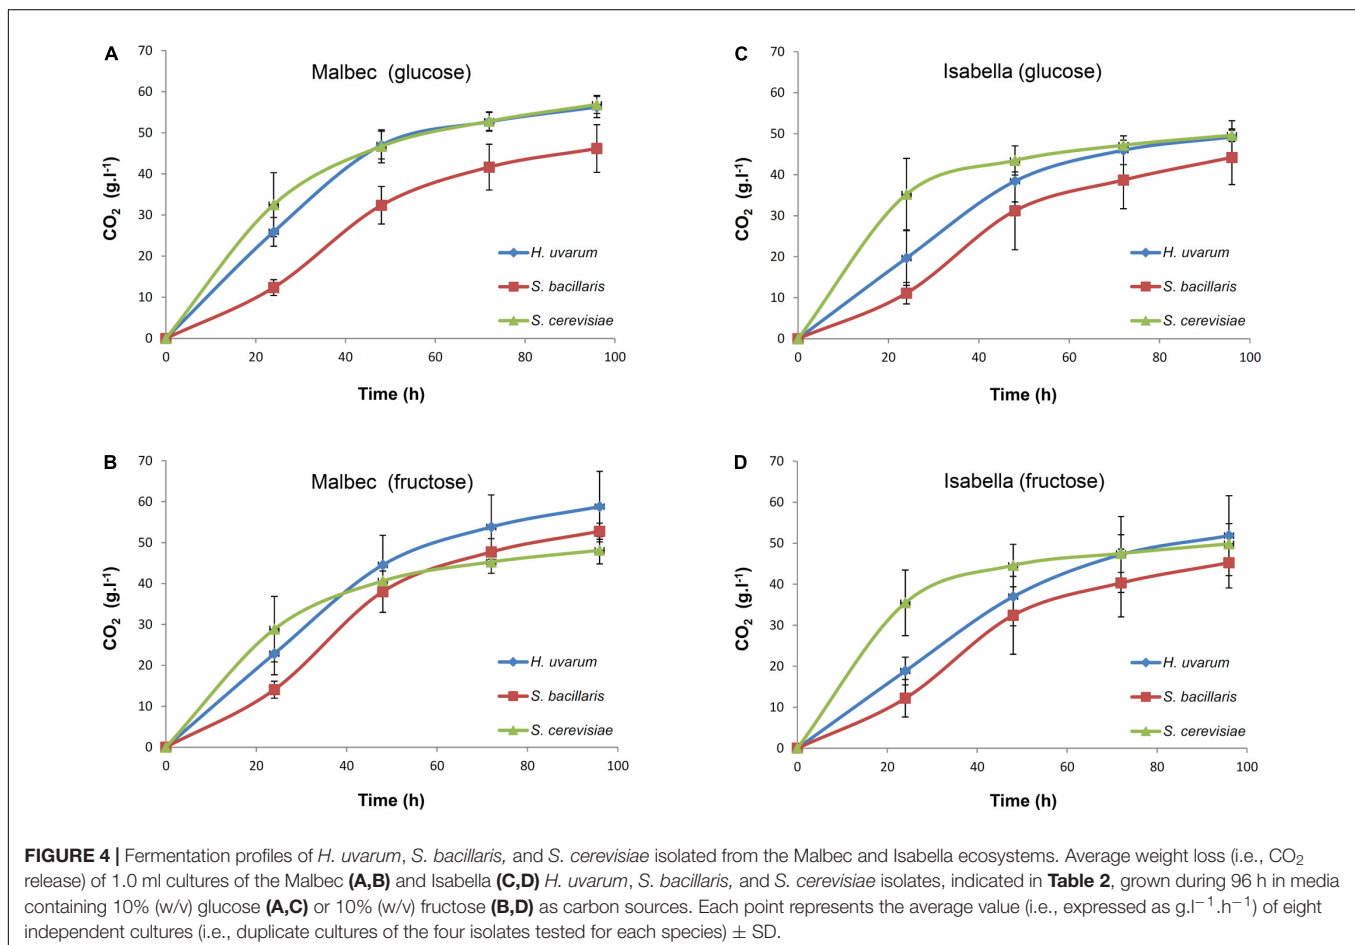 A
Malbec (glucose)
CO₂ (g.l⁻¹)
70
60
50
40
30
20
10
0
H. uvarum
S. bacillaris
S. cerevisiae
0 20 40 60 80 100
Time (h)
C
Isabella (glucose)
CO₂ (g.l⁻¹)
70
60
50
40
30
20
10
0
H. uvarum
S. bacillaris
S. cerevisiae
0 20 40 60 80 100
Time (h)
B
Malbec (fructose)
CO₂ (g.l⁻¹)
70
60
50
40
30
20
10
0
H. uvarum
S. bacillaris
S. cerevisiae
0 20 40 60 80 100
Time (h)
D
Isabella (fructose)
CO₂ (g.l⁻¹)
70
60
50
40
30
20
10
0
H. uvarum
S. bacillaris
S. cerevisiae
0 20 40 60 80 100
Time (h)
FIGURE 4 | Fermentation profiles of H. uvarum, S. bacillaris, and S. cerevisiae isolated from the Malbec and Isabella ecosystems. Average weight loss (i.e., CO₂
release) of 1.0 ml cultures of the Malbec (A,B) and Isabella (C,D) H. uvarum, S. bacillaris, and S. cerevisiae isolates, indicated in Table 2, grown during 96 h in media
containing 10% (w/v) glucose (A,C) or 10% (w/v) fructose (B,D) as carbon sources. Each point represents the average value (i.e., expressed as g.l⁻¹.h⁻¹) of eight
independent cultures (i.e., duplicate cultures of the four isolates tested for each species) ± SD.